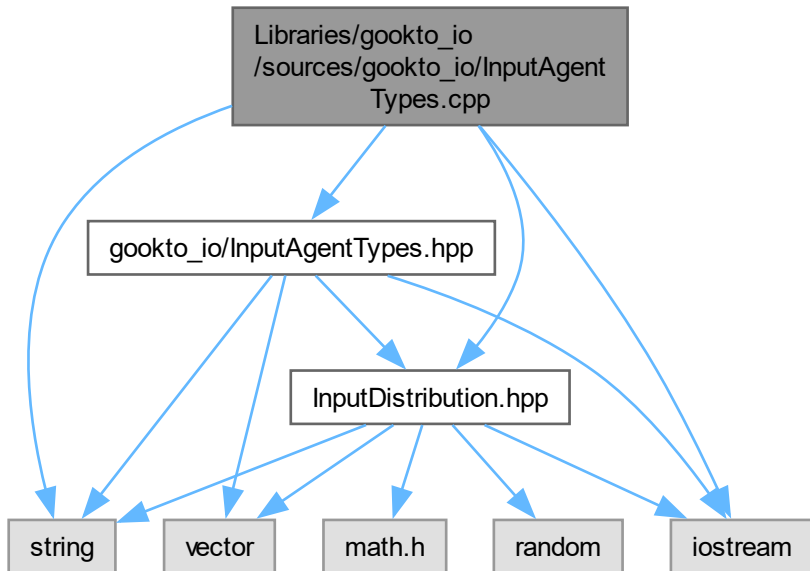 Libraries/gookto_io
/sources/gookto_io/InputAgent
Types.cpp
gookto_io/InputAgentTypes.hpp
InputDistribution.hpp
string
vector
math.h
random
iostream